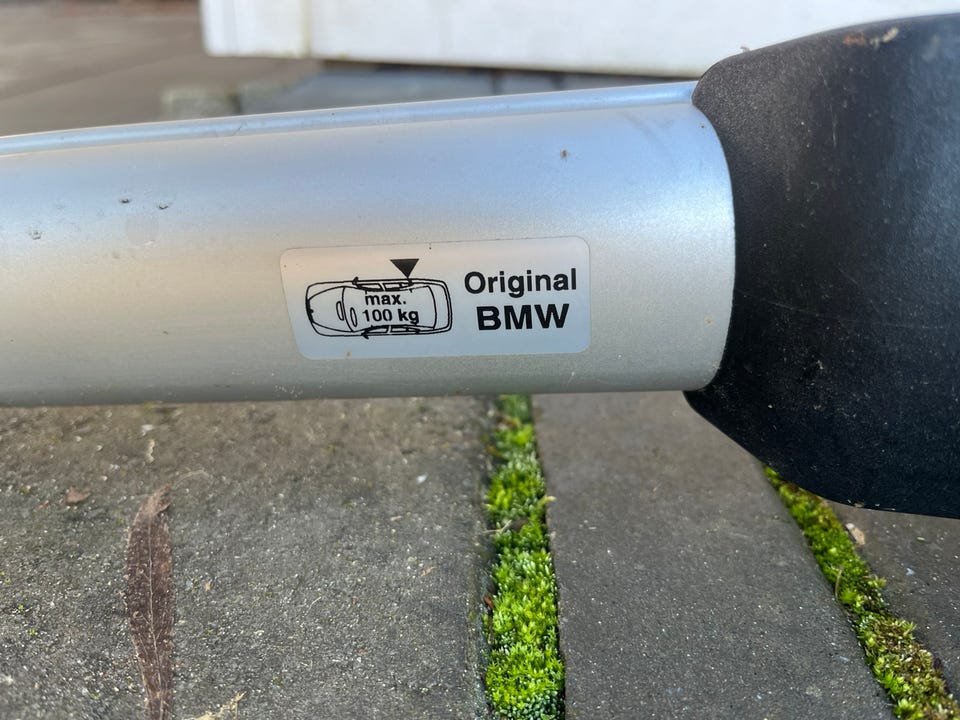 max.
100 kg
Original
BMW